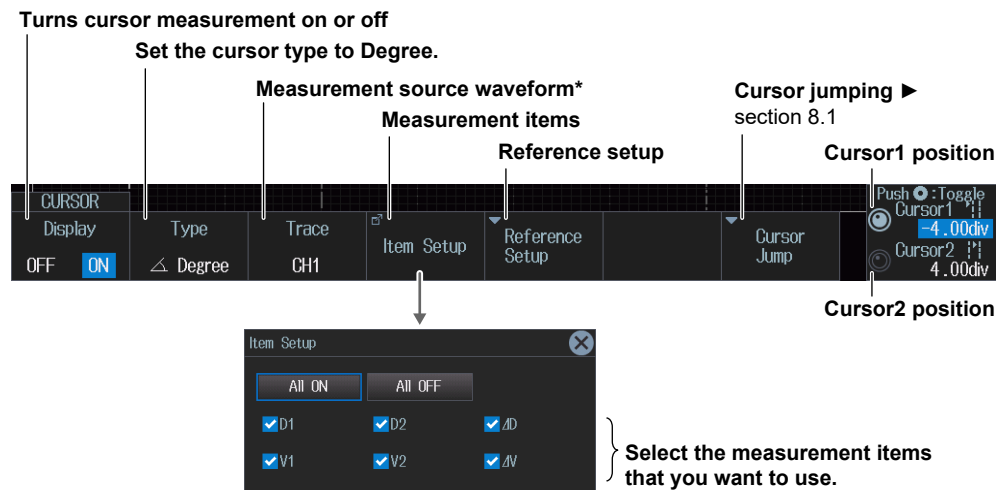 Turns cursor measurement on or off
Set the cursor type to Degree.
Measurement source waveform*
Measurement items
Reference setup
Cursor jumping ►
section 8.1
Cursor1 position
CURSOR
Display
OFF ON
Type
∠ Degree
Trace
CH1
Item Setup
Reference
Setup
Cursor
Jump
Push :Toggle
Cursor1
-4.00div
Cursor2
4.00div
Cursor2 position
Item Setup
All ON All OFF
D1 D2 ΔD
V1 V2 ΔV
Select the measurement items
that you want to use.